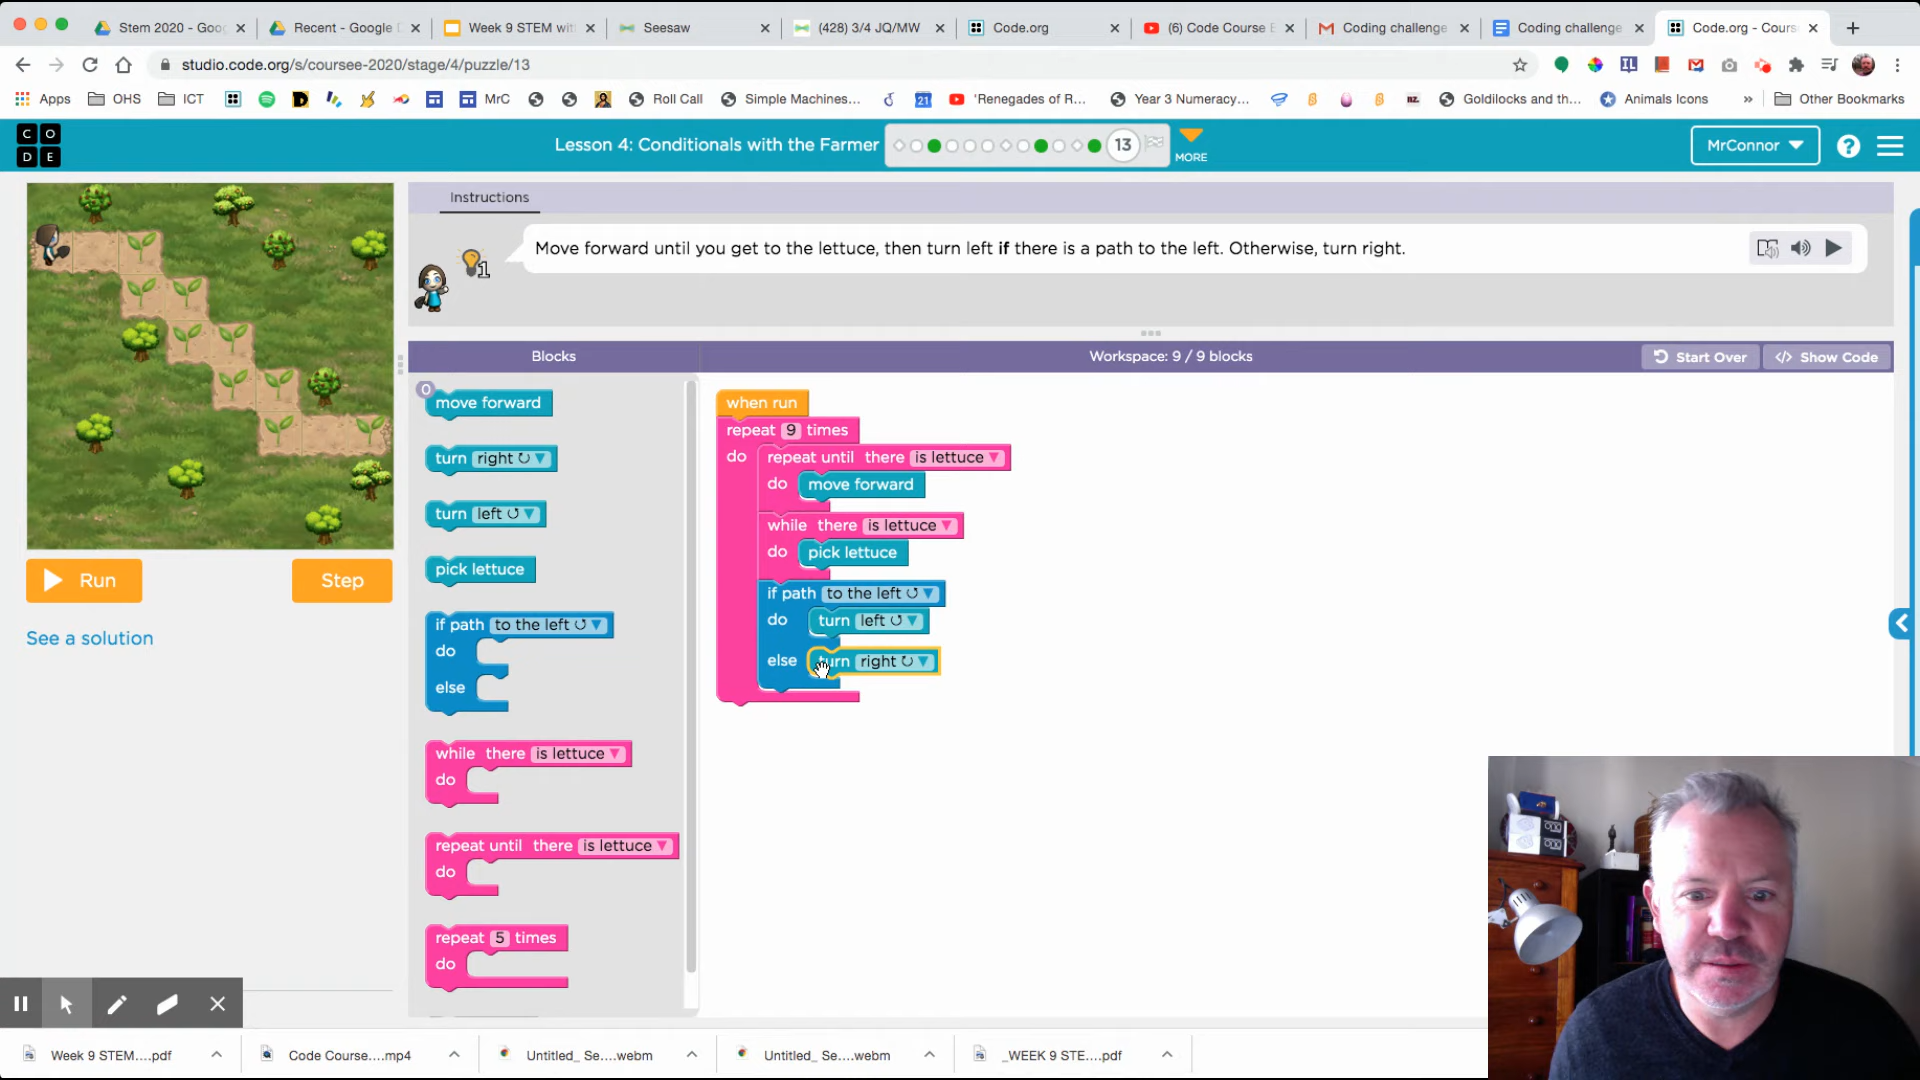 Stem 2020 - Goog
Recent - Google D
Week 9 STEM wit
Seesaw
(428) 3/4 JQ/MW
Code.org
(6) Code Course E
Coding challenge
Coding challenge
Code.org - Cours
studio.code.org/s/coursee-2020/stage/4/puzzle/13
Apps
OHS
ICT
MrC
Roll Call
Simple Machines...
21
'Renegades of R...
Year 3 Numeracy...
Goldilocks and th...
Animals Icons
»
Other Bookmarks
C O
D E
Lesson 4: Conditionals with the Farmer
13
MORE
MrConnor
?
Instructions
1
Move forward until you get to the lettuce, then turn left if there is a path to the left. Otherwise, turn right.
Blocks
Workspace: 9 / 9 blocks
Start Over
</> Show Code
0
move forward
turn right
turn left
pick lettuce
if path to the left
do
else
while there is lettuce
do
repeat until there is lettuce
do
repeat 5 times
do
when run
repeat 9 times
do
repeat until there is lettuce
do move forward
while there is lettuce
do pick lettuce
if path to the left
do turn left
else turn right
Run
Step
See a solution
Week 9 STEM....pdf
Code Course....mp4
Untitled_ Se....webm
Untitled_ Se....webm
_WEEK 9 STE....pdf